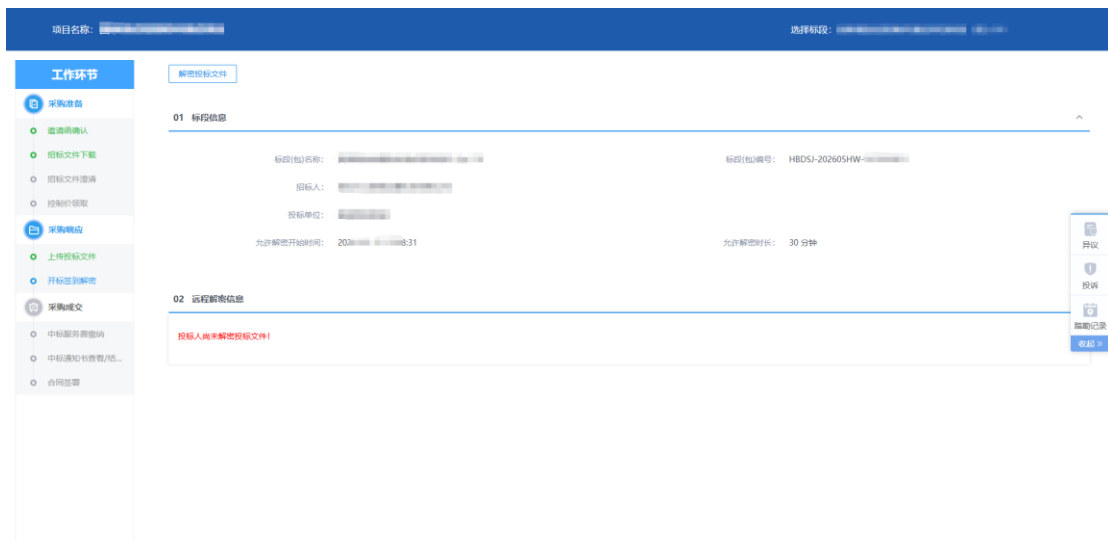 项目名称:
选择标段:
工作环节
解密投标文件
采购准备
01 标段信息
邀请函确认
招标文件下载
标段(包)名称:
标段(包)编号: HBDSJ-202605HW-
招标文件澄清
招标人:
控制价领取
投标单位:
采购响应
允许解密开始时间: 202 8:31
允许解密时长: 30 分钟
异议
上传投标文件
开标签到解密
投诉
02 远程解密信息
采购成交
踏勘记录
中标服务费缴纳
投标人尚未解密投标文件!
收起 »
中标通知书查看/结...
合同签署